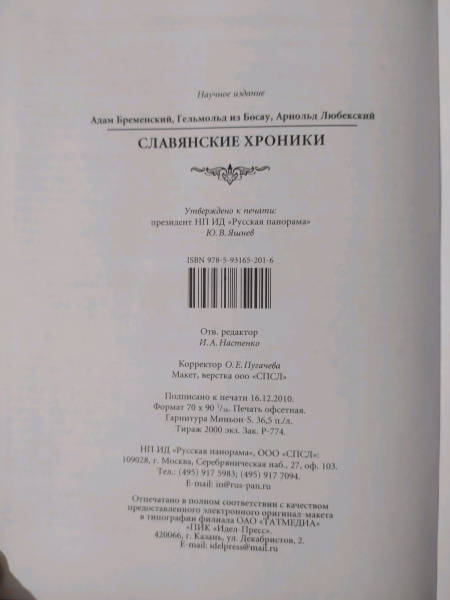 Научное издание
Адам Бременский, Гельмольд из Босау, Арнольд Любекский
СЛАВЯНСКИЕ ХРОНИКИ
Утверждено к печати:
президент НП ИД «Русская панорама»
Ю. В. Яшнев
ISBN 978-5-93165-201-6
Отв. редактор
И. А. Настенко
Корректор О. Е. Пугачева
Макет, верстка ооо «СПСЛ»
Подписано к печати 16.12.2010.
Формат 70 x 90 1/16. Печать офсетная.
Гарнитура Миньон-S. 36,5 п./л.
Тираж 2000 экз. Зак. Р-774.
НП ИД «Русская панорама», ООО «СПСЛ»:
109028, г. Москва, Серебряническая наб., 27, оф. 103.
Тел.: (495) 917 5983; (495) 917 7094.
E-mail: in@rus-pan.ru
Отпечатано в полном соответствии с качеством
предоставленного электронного оригинал-макета
в типографии филиала ОАО «ТАТМЕДИА»
«ПИК «Идел-Пресс».
420066, г. Казань, ул. Декабристов, 2.
E-mail: idelpress@mail.ru